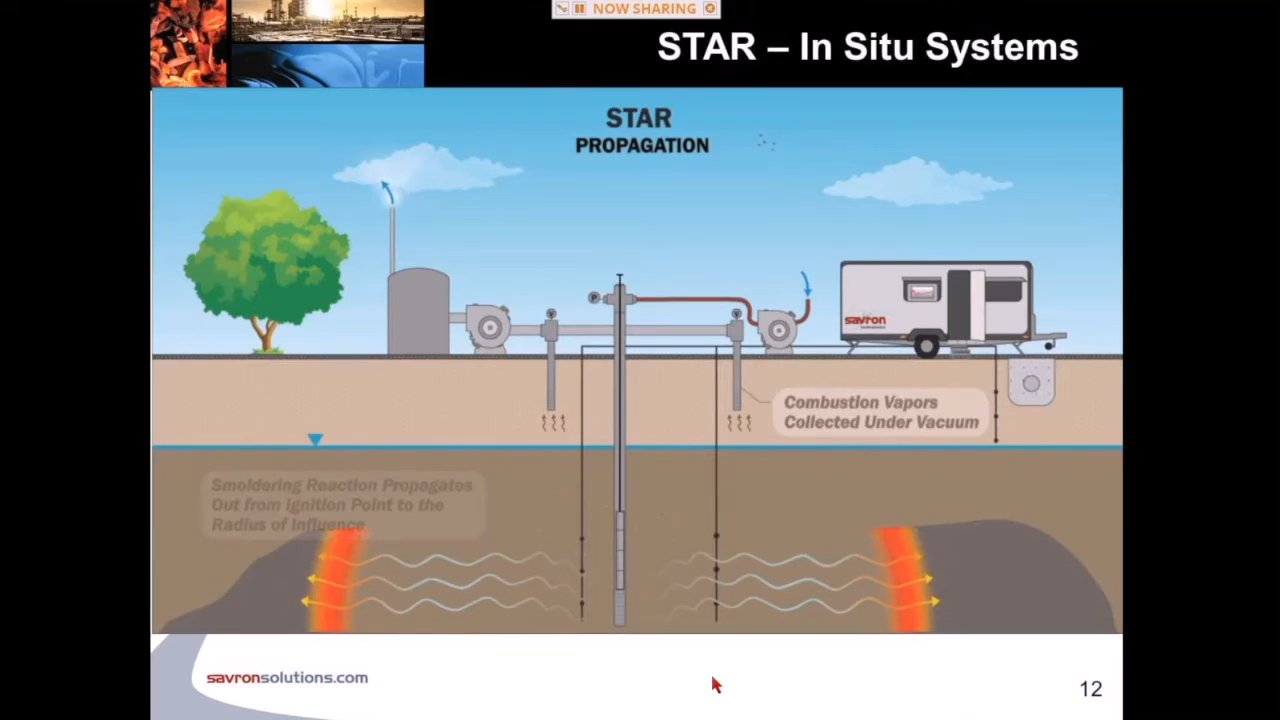 NOW SHARING
STAR – In Situ Systems
STAR
PROPAGATION
P
V
V
savron
Combustion Vapors
Collected Under Vacuum
Smoldering Reaction Propagates
Out from Ignition Point to the
Radius of Influence
savronsolutions.com
12